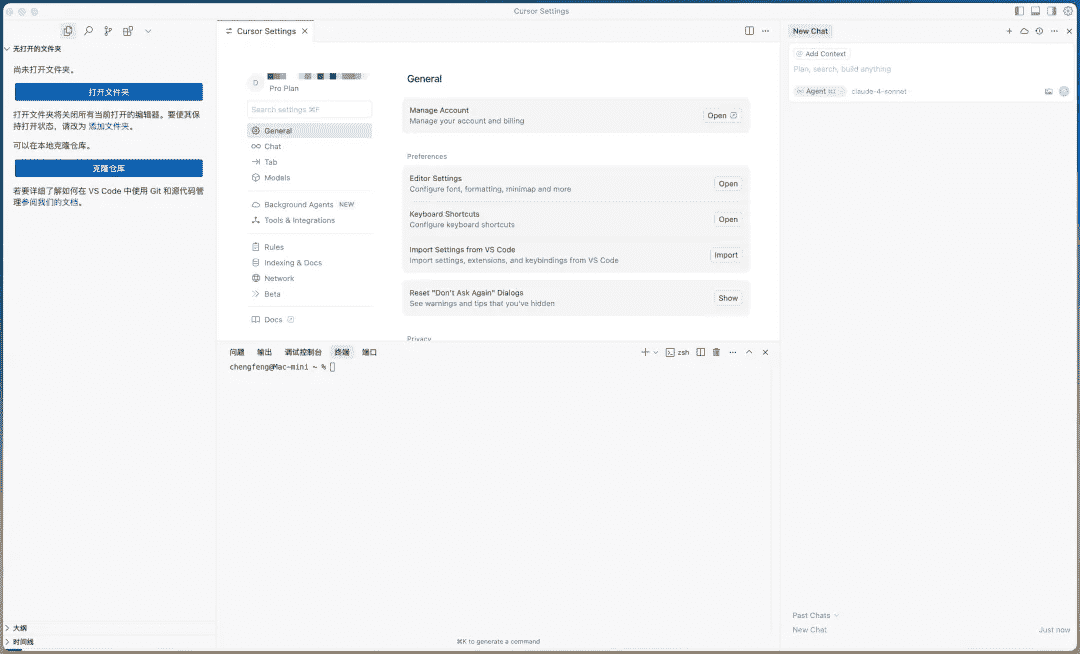 Cursor Settings
无打开的文件夹
尚未打开文件夹。
打开文件夹
打开文件夹将关闭所有当前打开的编辑器。要使其保
持打开状态，请改为 添加文件夹。
可以在本地克隆仓库。
克隆仓库
若要详细了解如何在 VS Code 中使用 Git 和源代码管
理参阅我们的文档。
大纲
时间线
Cursor Settings
D
Pro Plan
Search settings ⌘F
General
Chat
Tab
Models
Background Agents NEW
Tools & Integrations
Rules
Indexing & Docs
Network
Beta
Docs
General
Manage Account
Manage your account and billing
Open
Preferences
Editor Settings
Configure font, formatting, minimap and more
Open
Keyboard Shortcuts
Configure keyboard shortcuts
Open
Import Settings from VS Code
Import settings, extensions, and keybindings from VS Code
Import
Reset "Don't Ask Again" Dialogs
See warnings and tips that you've hidden
Show
Privacy
问题 输出 调试控制台 终端 端口
zsh
chengfeng@Mac-mini ~ %
⌘K to generate a command
New Chat
@ Add Context
Plan, search, build anything
Agent claude-4-sonnet
Past Chats
New Chat Just now